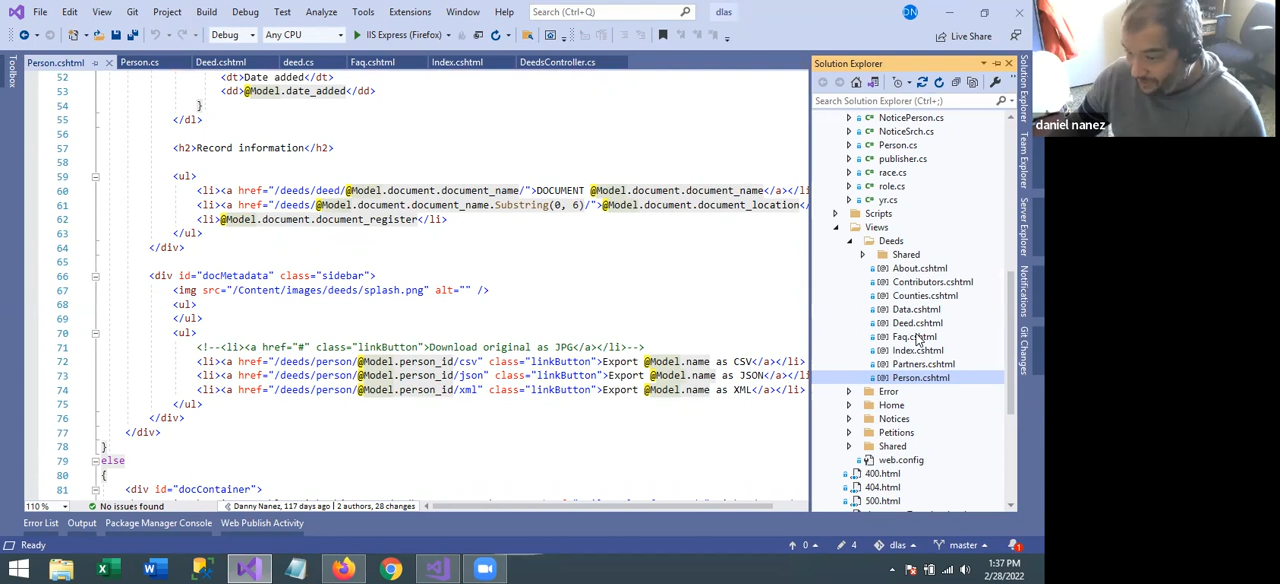 File Edit View Git Project Build Debug Test Analyze Tools Extensions Window Help Search (Ctrl+Q) dlas DN
Debug Any CPU IIS Express (Firefox) Live Share
Person.cshtml Person.cs Deed.cshtml deed.cs Faq.cshtml Index.cshtml DeedsController.cs
Toolbox
52 <dt>Date added</dt>
53 <dd>@Model.date_added</dd>
54 }
55 </dl>
56
57 <h2>Record information</h2>
58
59 <ul>
60 <li><a href="/deeds/deed/@Model.document.document_name/">DOCUMENT @Model.document.document_name</a></li
61 <li><a href="/deeds/@Model.document.document_name.Substring(0, 6)/">@Model.document.document_location</
62 <li>@Model.document.document_register</li>
63 </ul>
64 </div>
65
66 <div id="docMetadata" class="sidebar">
67 <img src="/Content/images/deeds/splash.png" alt="" />
68 <ul>
69 <ul>
70 <ul>
71 <!--<li><a href="#" class="linkButton">Download original as JPG</a></li>-->
72 <li><a href="/deeds/person/@Model.person_id/csv" class="linkButton">Export @Model.name as CSV</a></li>
73 <li><a href="/deeds/person/@Model.person_id/json" class="linkButton">Export @Model.name as JSON</a></li
74 <li><a href="/deeds/person/@Model.person_id/xml" class="linkButton">Export @Model.name as XML</a></li>
75 </ul>
76 </div>
77 </div>
78 }
79 else
80 {
81 <div id="docContainer">
110 % No issues found Danny Nanez, 117 days ago | 2 authors, 28 changes
Error List Output Package Manager Console Web Publish Activity
Ready 0 4 dlas master 1
Solution Explorer
Search Solution Explorer (Ctrl+;)
NoticePerson.cs
NoticeSrch.cs
Person.cs
publisher.cs
race.cs
role.cs
yr.cs
Scripts
Views
Deeds
Shared
About.cshtml
Contributors.cshtml
Counties.cshtml
Data.cshtml
Deed.cshtml
Faq.cshtml
Index.cshtml
Partners.cshtml
Person.cshtml
Error
Home
Notices
Petitions
Shared
web.config
400.html
404.html
500.html
Solution Explorer
Team Explorer
Server Explorer
Notifications
Git Changes
daniel nanez
1:37 PM
2/28/2022